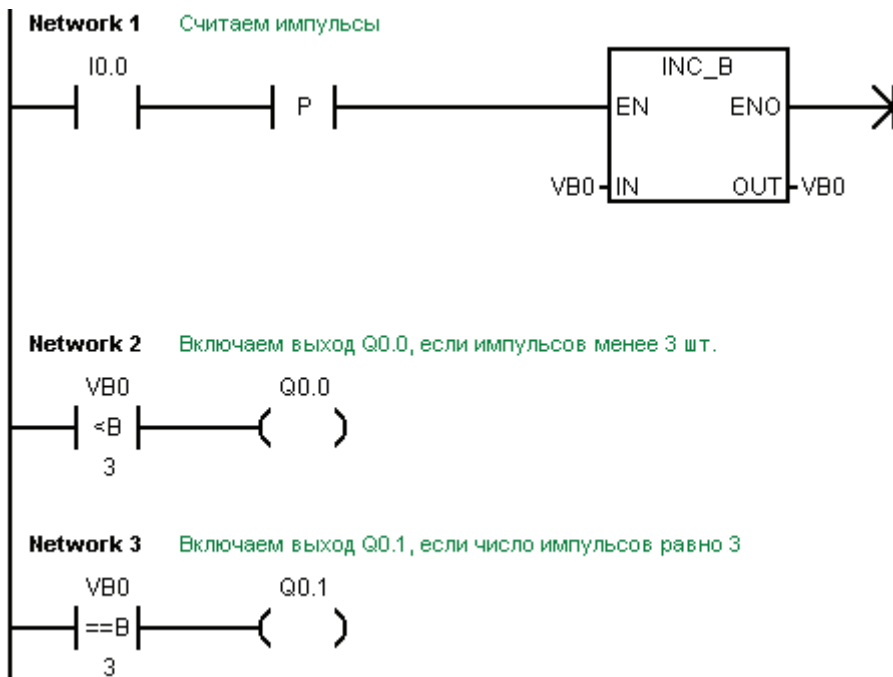 Network 1 Считаем импульсы
I0.0
INC_B
P
EN ENO
VB0 IN OUT VB0
Network 2 Включаем выход Q0.0, если импульсов менее 3 шт.
VB0 Q0.0
<B
3
Network 3 Включаем выход Q0.1, если число импульсов равно 3
VB0 Q0.1
==B
3